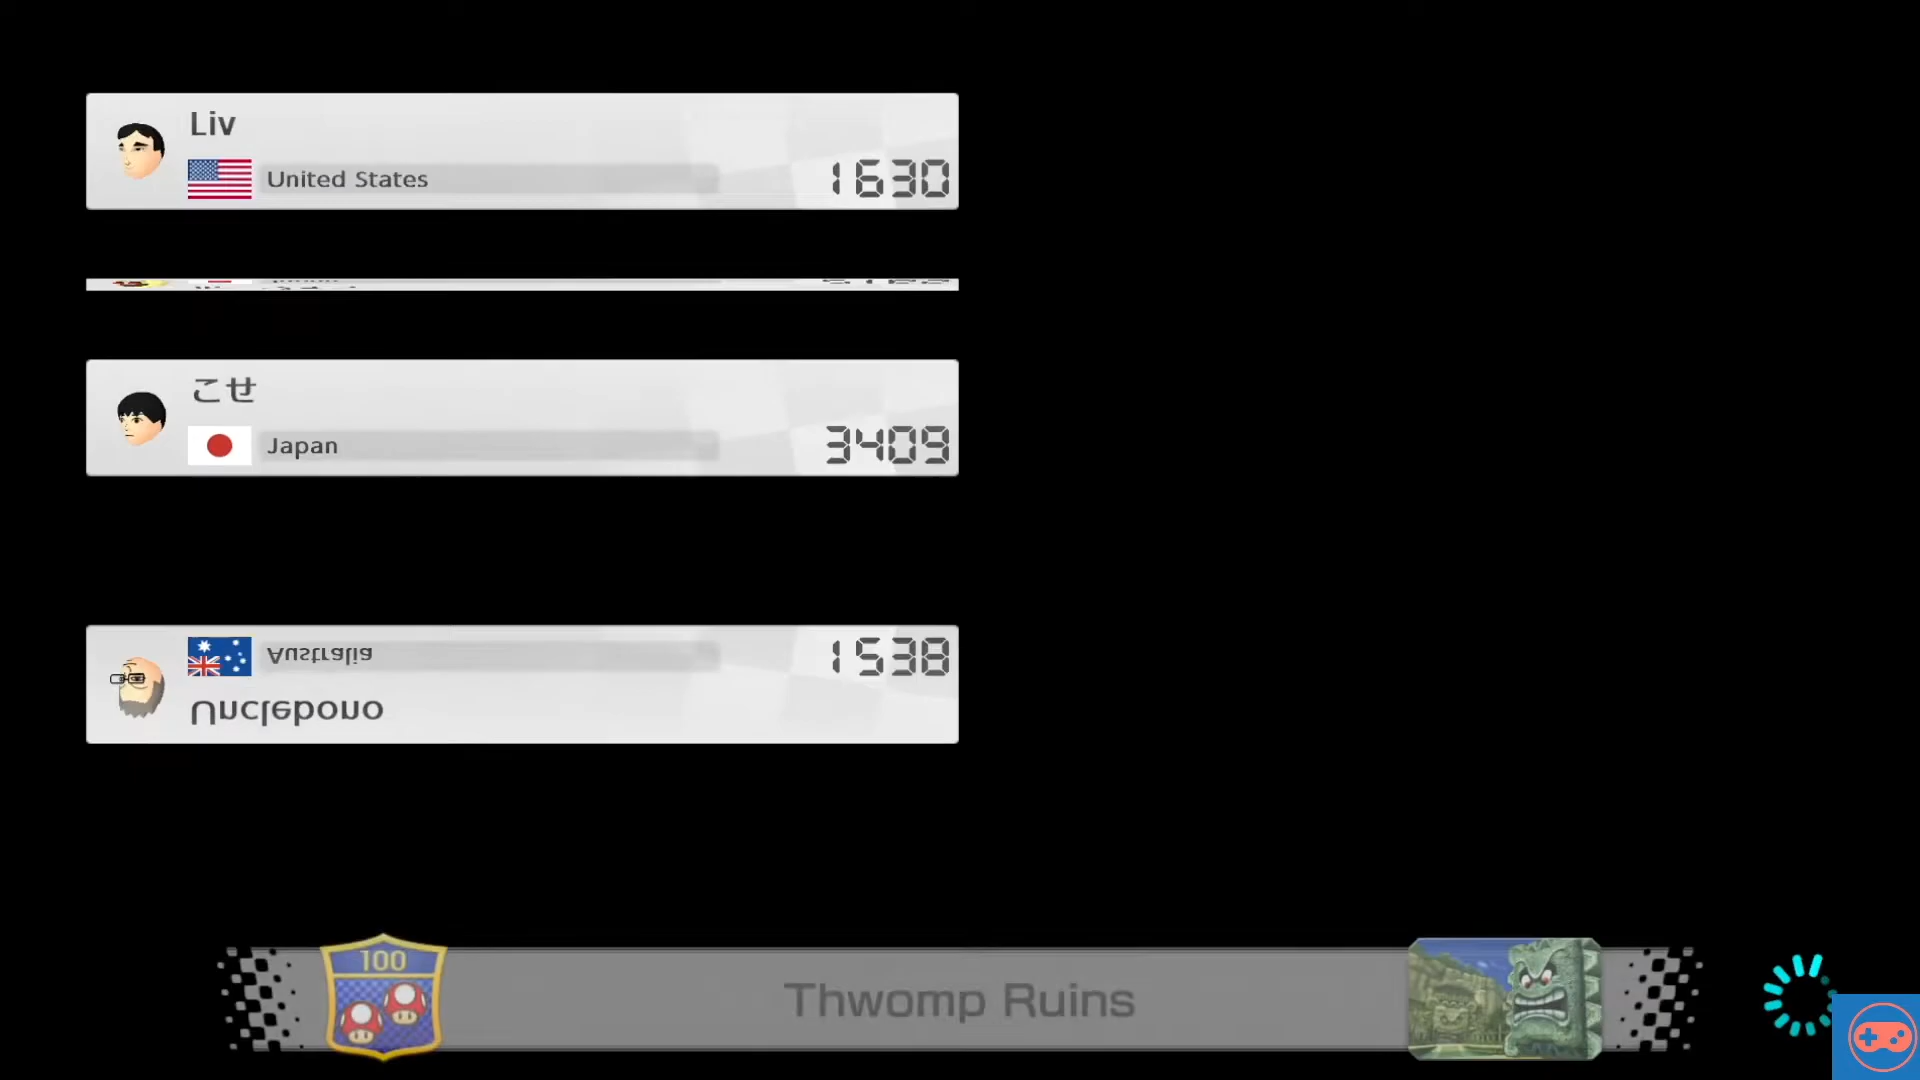 Liv
United States
1630
こせ
Japan
3409
Australia
1538
Unclebono
100
Thwomp Ruins